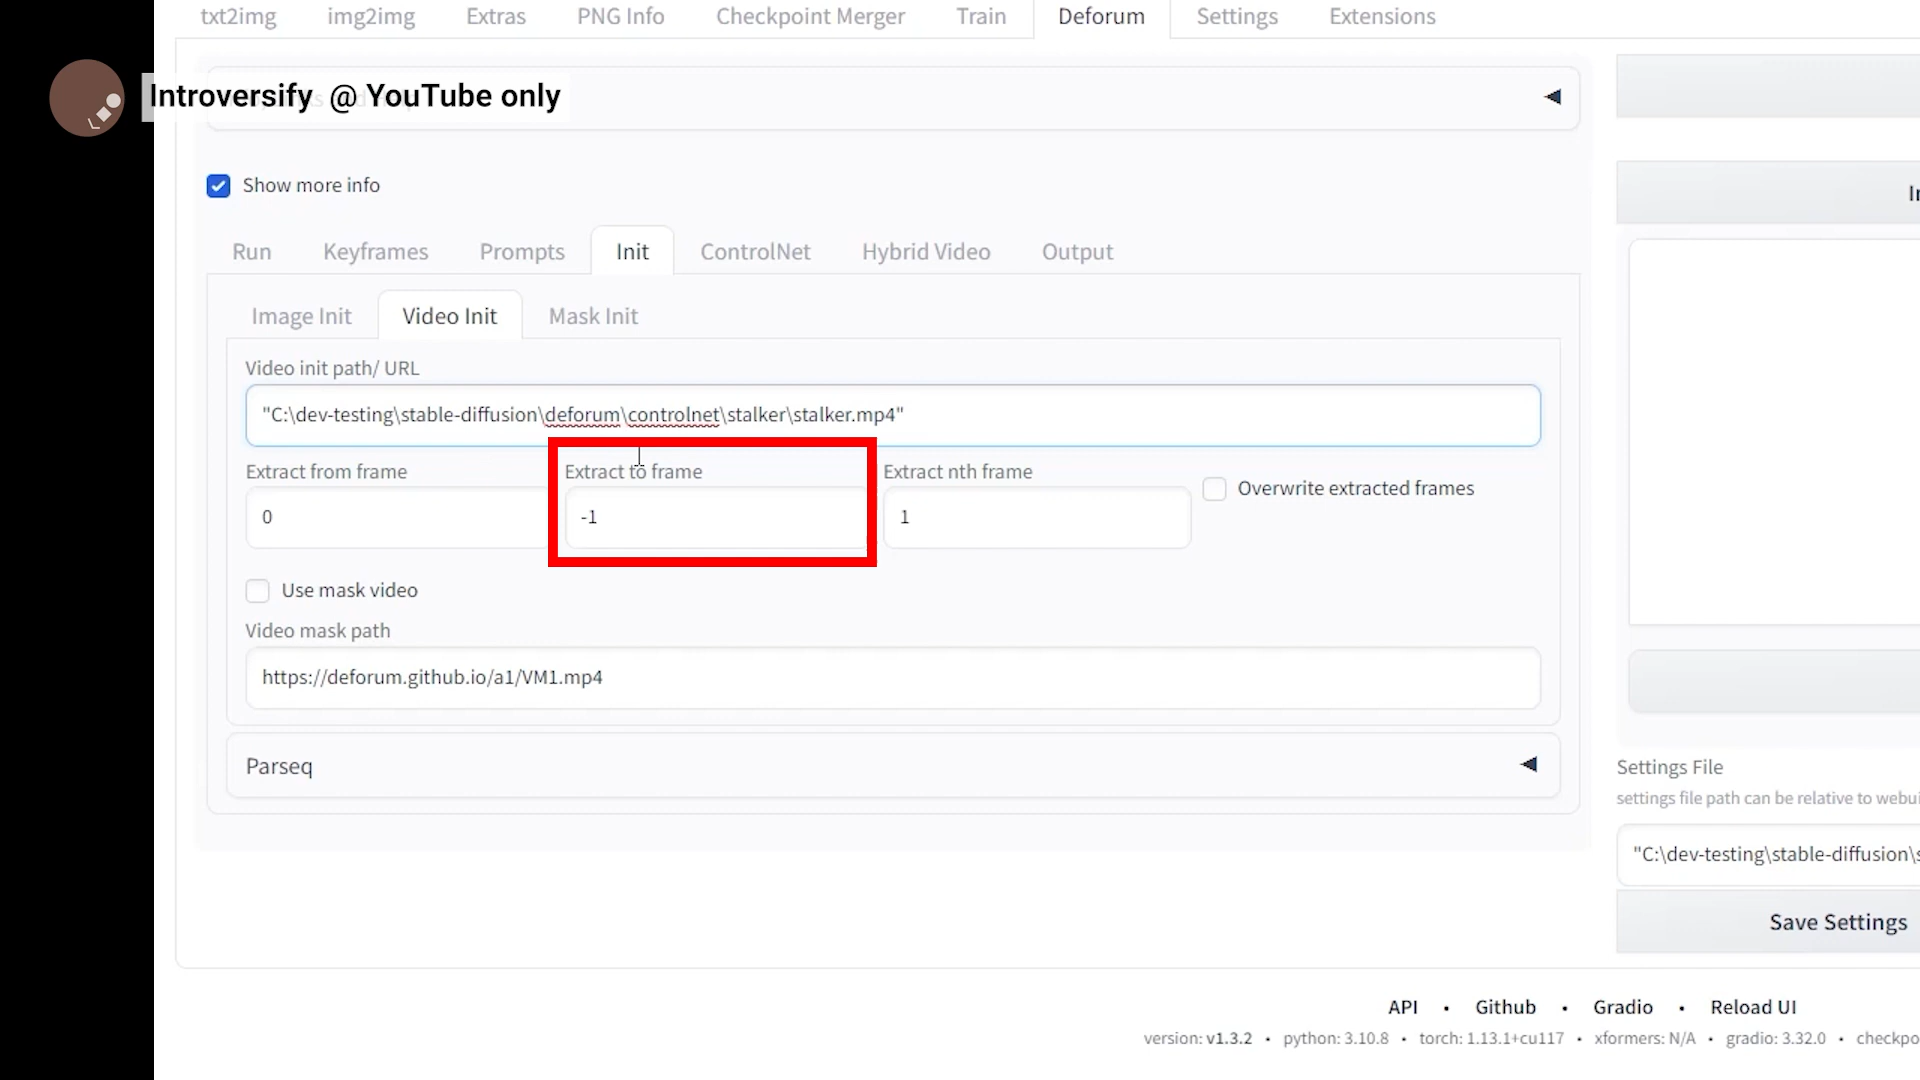 txt2img img2img Extras PNG Info Checkpoint Merger Train Deforum Settings Extensions
Introversify @ YouTube only
Show more info
Run Keyframes Prompts Init ControlNet Hybrid Video Output
Image Init Video Init Mask Init
Video init path/ URL
"C:\dev-testing\stable-diffusion\deforum\controlnet\stalker\stalker.mp4"
Extract from frame Extract to frame Extract nth frame
Overwrite extracted frames
0 -1 1
Use mask video
Video mask path
https://deforum.github.io/a1/VM1.mp4
Parseq
Settings File
settings file path can be relative to webui
"C:\dev-testing\stable-diffusion\s
Save Settings
API • Github • Gradio • Reload UI
version: v1.3.2 • python: 3.10.8 • torch: 1.13.1+cu117 • xformers: N/A • gradio: 3.32.0 • checkpo